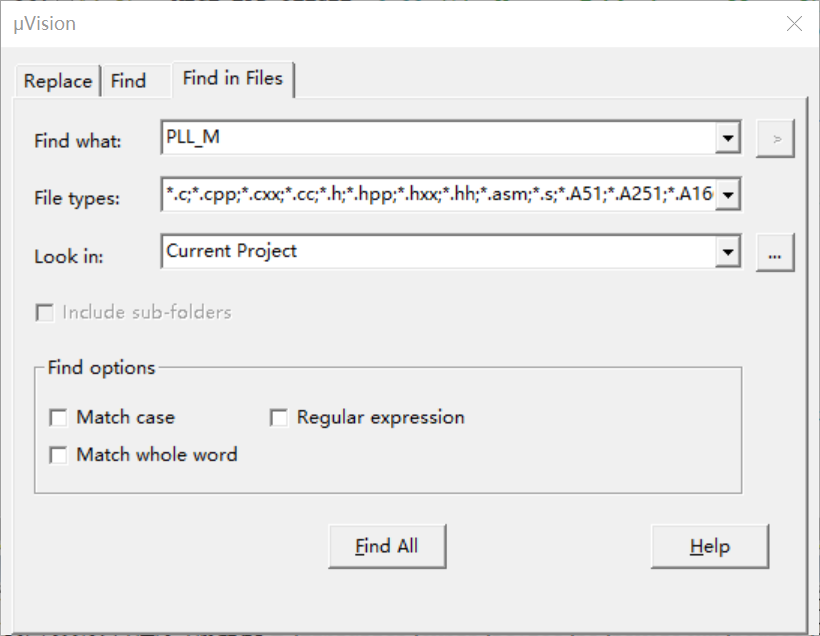 µVision
Replace Find Find in Files
Find what: PLL_M >
File types: *.c;*.cpp;*.cxx;*.cc;*.h;*.hpp;*.hxx;*.hh;*.asm;*.s;*.A51;*.A251;*.A16
Look in: Current Project ...
Include sub-folders
Find options
Match case Regular expression
Match whole word
Find All Help